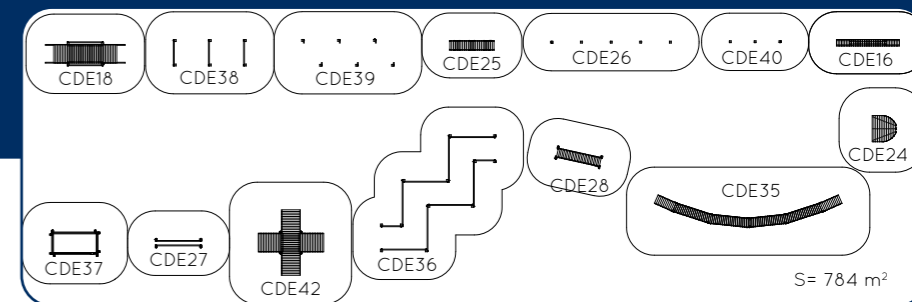 CDE18
CDE38
CDE39
CDE25
CDE26
CDE40
CDE16
CDE24
CDE28
CDE35
CDE37
CDE27
CDE42
CDE36
S= 784 m²